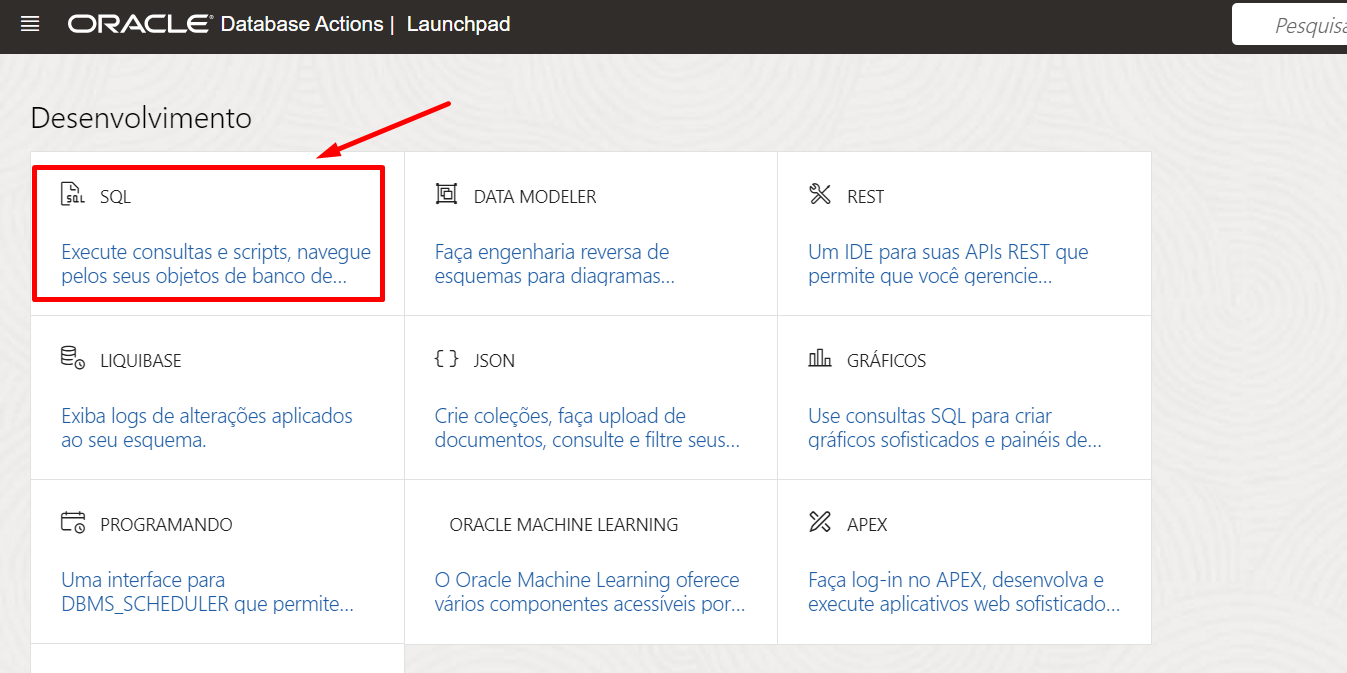 ORACLE Database Actions | Launchpad
Pesquisa
Desenvolvimento
SQL
Execute consultas e scripts, navegue
pelos seus objetos de banco de...
DATA MODELER
Faça engenharia reversa de
esquemas para diagramas...
REST
Um IDE para suas APIs REST que
permite que você gerencie...
LIQUIBASE
Exiba logs de alterações aplicados
ao seu esquema.
{ } JSON
Crie coleções, faça upload de
documentos, consulte e filtre seus...
GRÁFICOS
Use consultas SQL para criar
gráficos sofisticados e painéis de...
PROGRAMANDO
Uma interface para
DBMS_SCHEDULER que permite...
ORACLE MACHINE LEARNING
O Oracle Machine Learning oferece
vários componentes acessíveis por...
APEX
Faça log-in no APEX, desenvolva e
execute aplicativos web sofisticado...